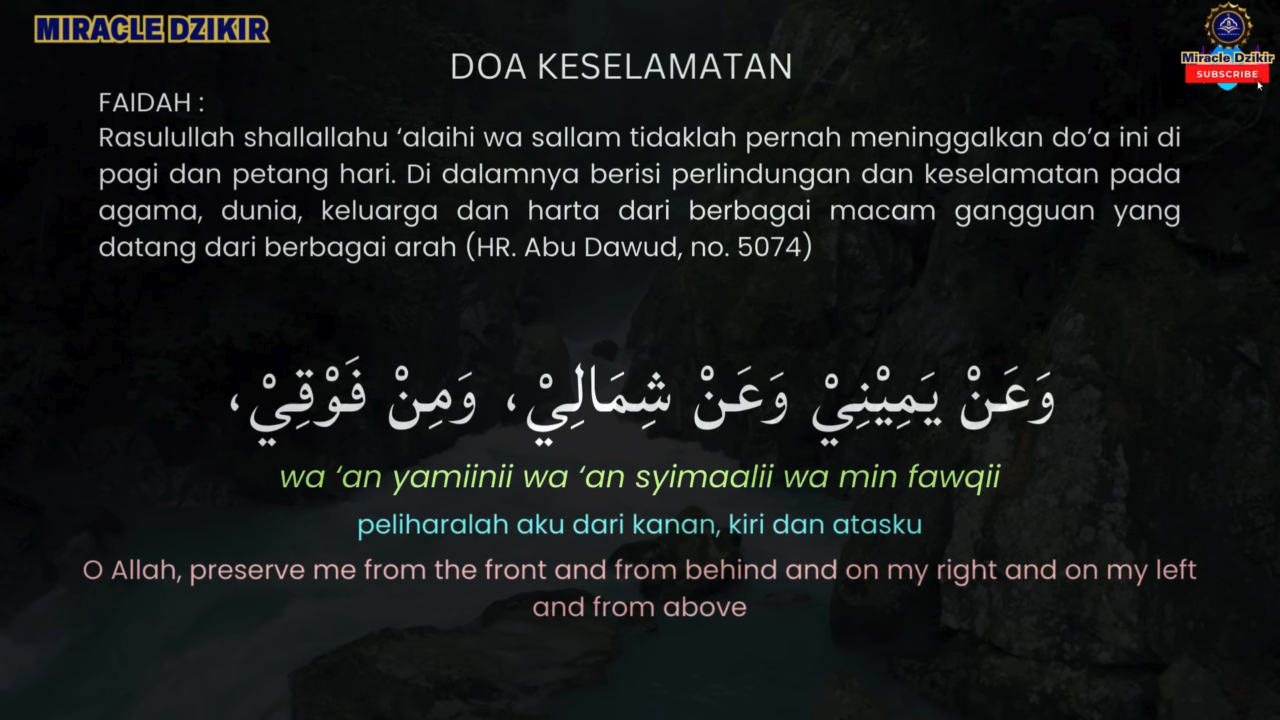 MIRACLE DZIKIR
Miracle Dzikir
SUBSCRIBE
DOA KESELAMATAN
FAIDAH :
Rasulullah shallallahu ‘alaihi wa sallam tidaklah pernah meninggalkan do’a ini di
pagi dan petang hari. Di dalamnya berisi perlindungan dan keselamatan pada
agama, dunia, keluarga dan harta dari berbagai macam gangguan yang
datang dari berbagai arah (HR. Abu Dawud, no. 5074)
وَعَنْ يَمِيْنِيْ وَعَنْ شِمَالِيْ، وَمِنْ فَوْقِيْ،
wa ‘an yamiinii wa ‘an syimaalii wa min fawqii
peliharalah aku dari kanan, kiri dan atasku
O Allah, preserve me from the front and from behind and on my right and on my left
and from above